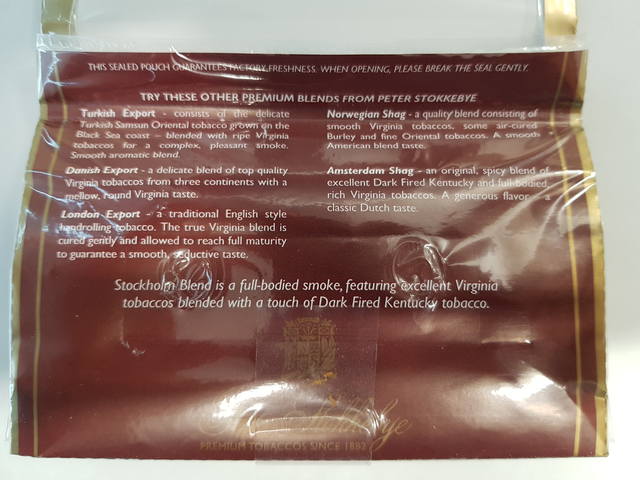 THIS SEALED POUCH GUARANTEES FACTORY FRESHNESS. WHEN OPENING, PLEASE BREAK THE SEAL GENTLY.
TRY THESE OTHER PREMIUM BLENDS FROM PETER STOKKEBYE
Turkish Export - consists of the delicate
Turkish Samsun Oriental tobacco grown on the
Black Sea coast – blended with ripe Virginia
tobaccos for a complex, pleasant smoke.
Smooth aromatic blend.
Danish Export - a delicate blend of top quality
Virginia tobaccos from three continents with a
mellow, round Virginia taste.
London Export - a traditional English style
handrolling tobacco. The true Virginia blend is
cured gently and allowed to reach full maturity
to guarantee a smooth, seductive taste.
Norwegian Shag - a quality blend consisting of
smooth Virginia tobaccos, some air-cured
Burley and fine Oriental tobaccos. A smooth
American blend taste.
Amsterdam Shag - an original, spicy blend of
excellent Dark Fired Kentucky and full-bodied,
rich Virginia tobaccos. A generous flavor - a
classic Dutch taste.
Stockholm Blend is a full-bodied smoke, featuring excellent Virginia
tobaccos blended with a touch of Dark Fired Kentucky tobacco.
Peter Stokkebye
PREMIUM TOBACCOS SINCE 1882